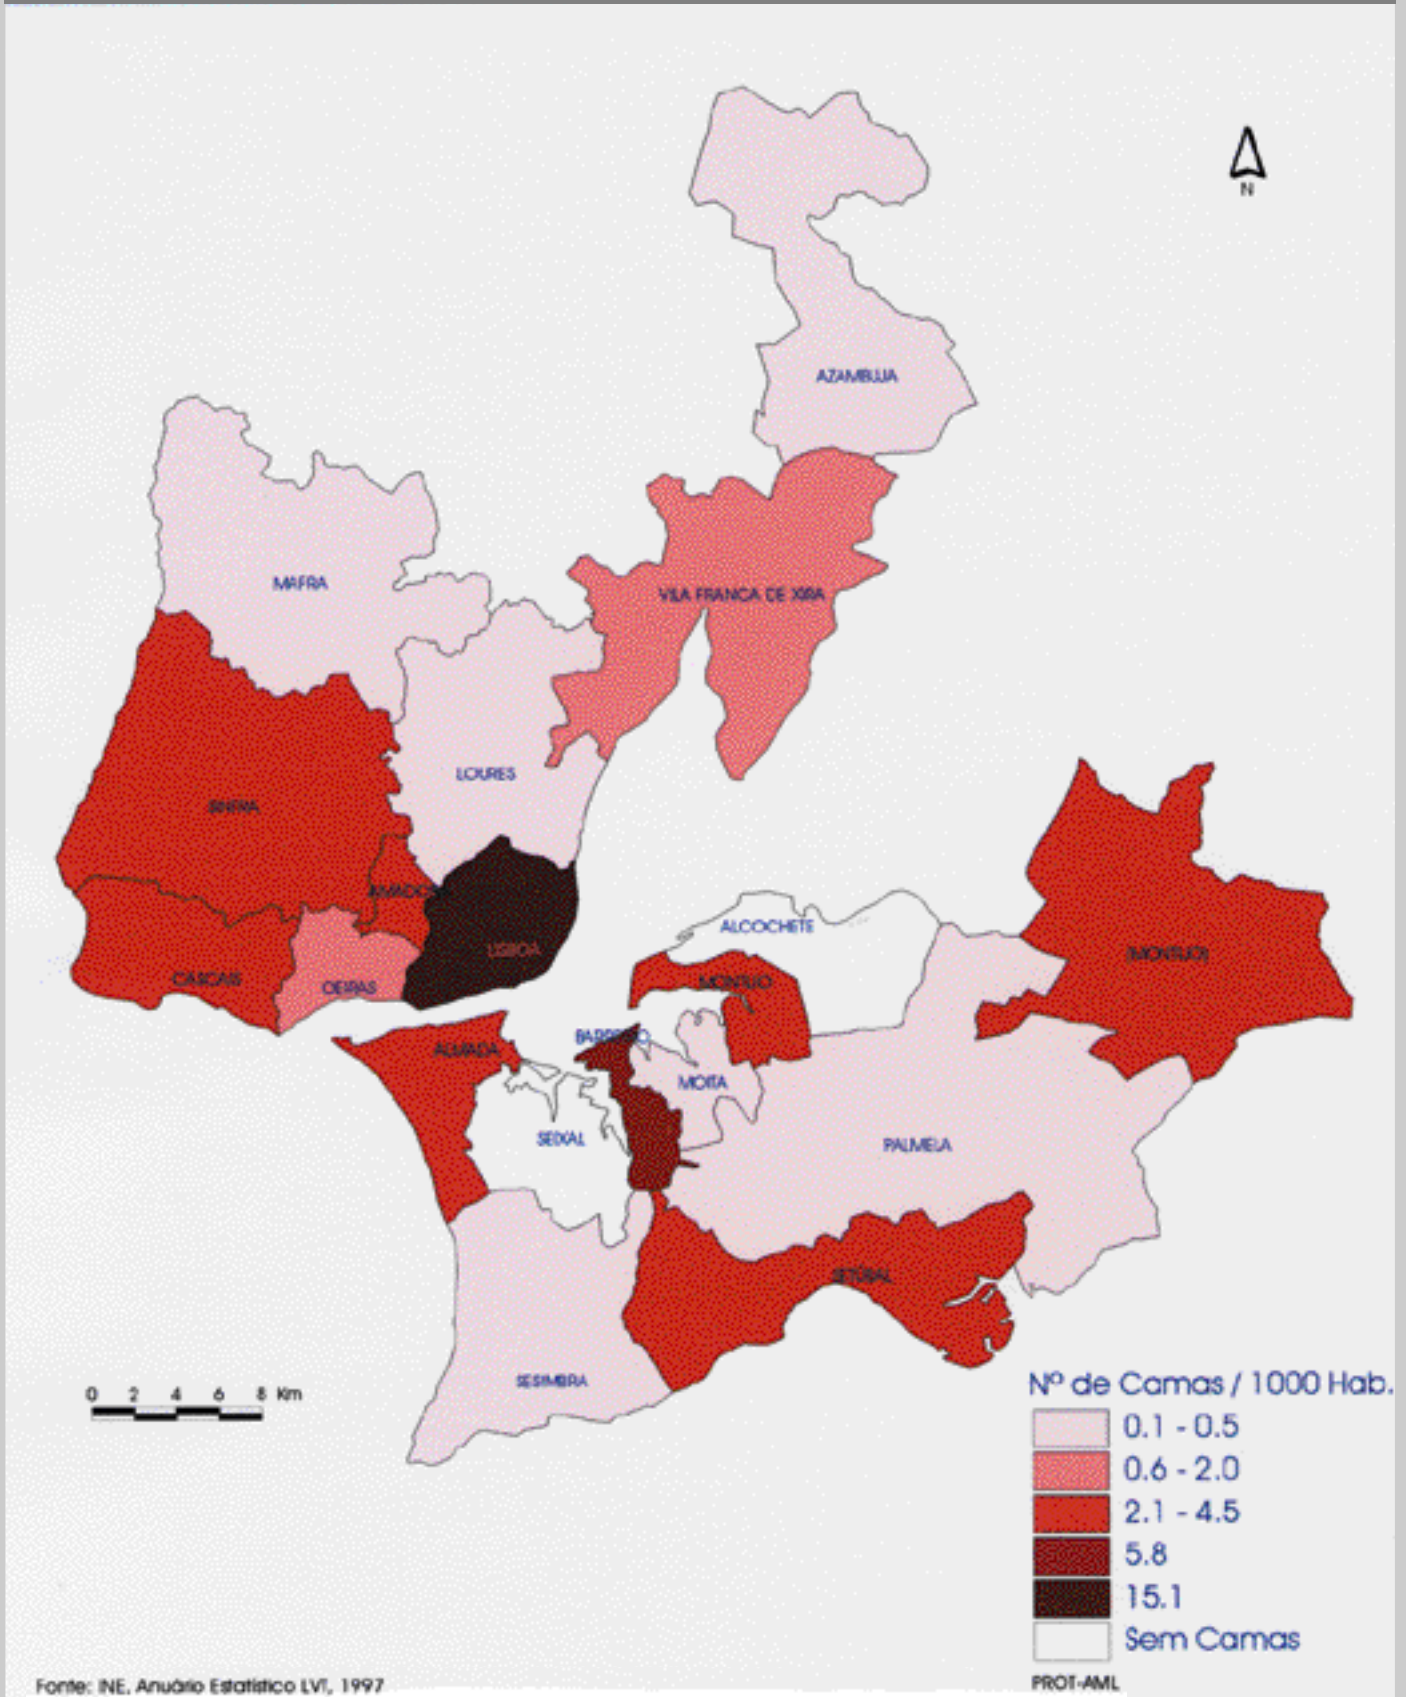 N
AZAMBUJA
MAFRA
VILA FRANCA DE XIRA
LOURES
SINTRA
AMADORA
LISBOA
ALCOCHETE
(MONTIJO)
CASCAIS
OEIRAS
MONTIJO
BARREIRO
ALMADA
MOITA
SEIXAL
PALMELA
SETÚBAL
SESIMBRA
Nº de Camas / 1000 Hab.
0 2 4 6 8 Km
0.1 - 0.5
0.6 - 2.0
2.1 - 4.5
5.8
15.1
Sem Camas
Fonte: INE, Anuário Estatístico LVT, 1997
PROT-AML